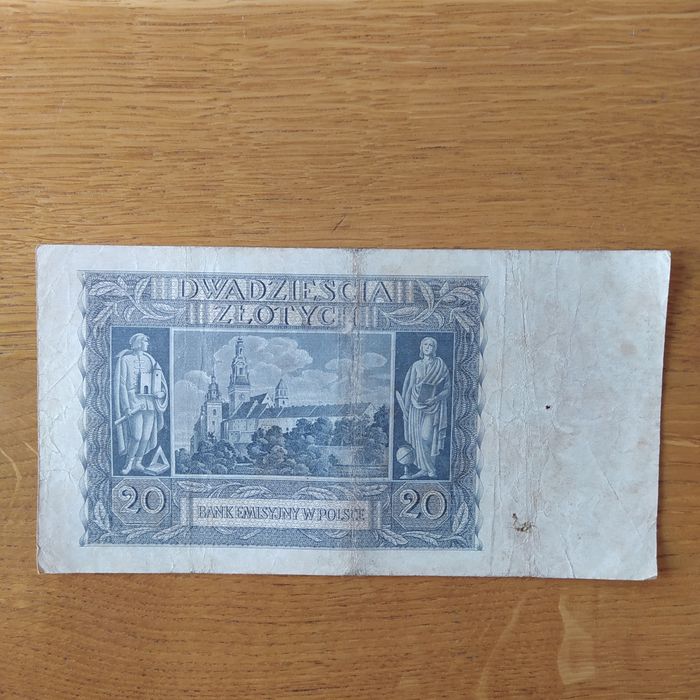 DWADZIEŚCIA
ZŁOTYCH
20 BANK EMISYJNY W POLSCE 20